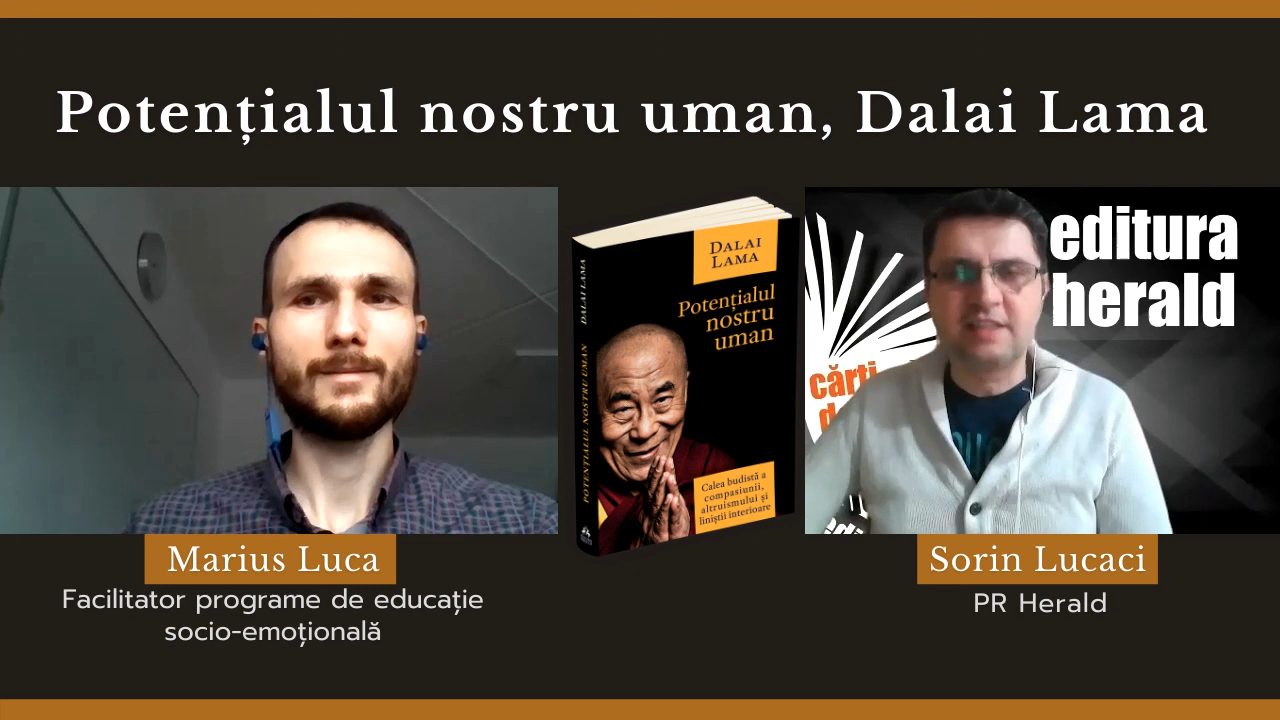 Potențialul nostru uman, Dalai Lama
DALAI LAMA
POTENȚIALUL NOSTRU UMAN
DALAI
LAMA
Potențialul
nostru
uman
Calea budistă a
compasiunii,
altruismului și
liniștii interioare
editura
herald
cărți
d
Marius Luca
Facilitator programe de educație
socio-emoțională
Sorin Lucaci
PR Herald